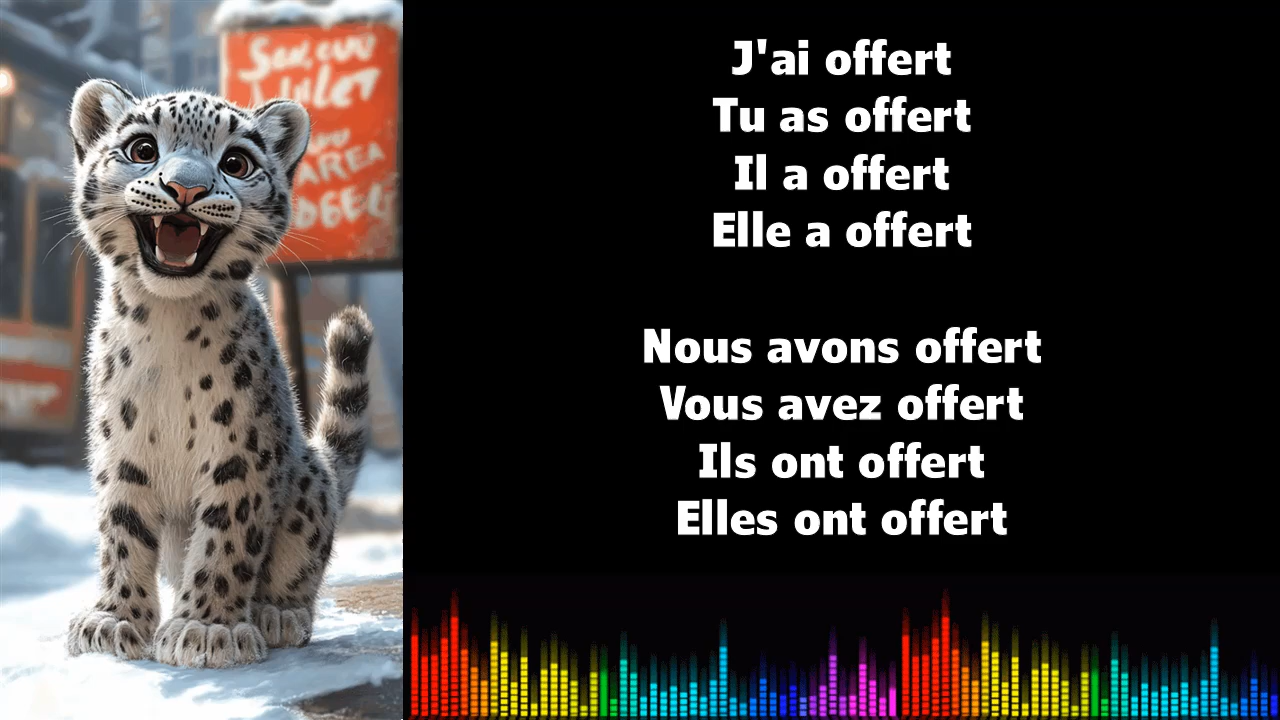 J'ai offert
Tu as offert
Il a offert
Elle a offert
Nous avons offert
Vous avez offert
Ils ont offert
Elles ont offert